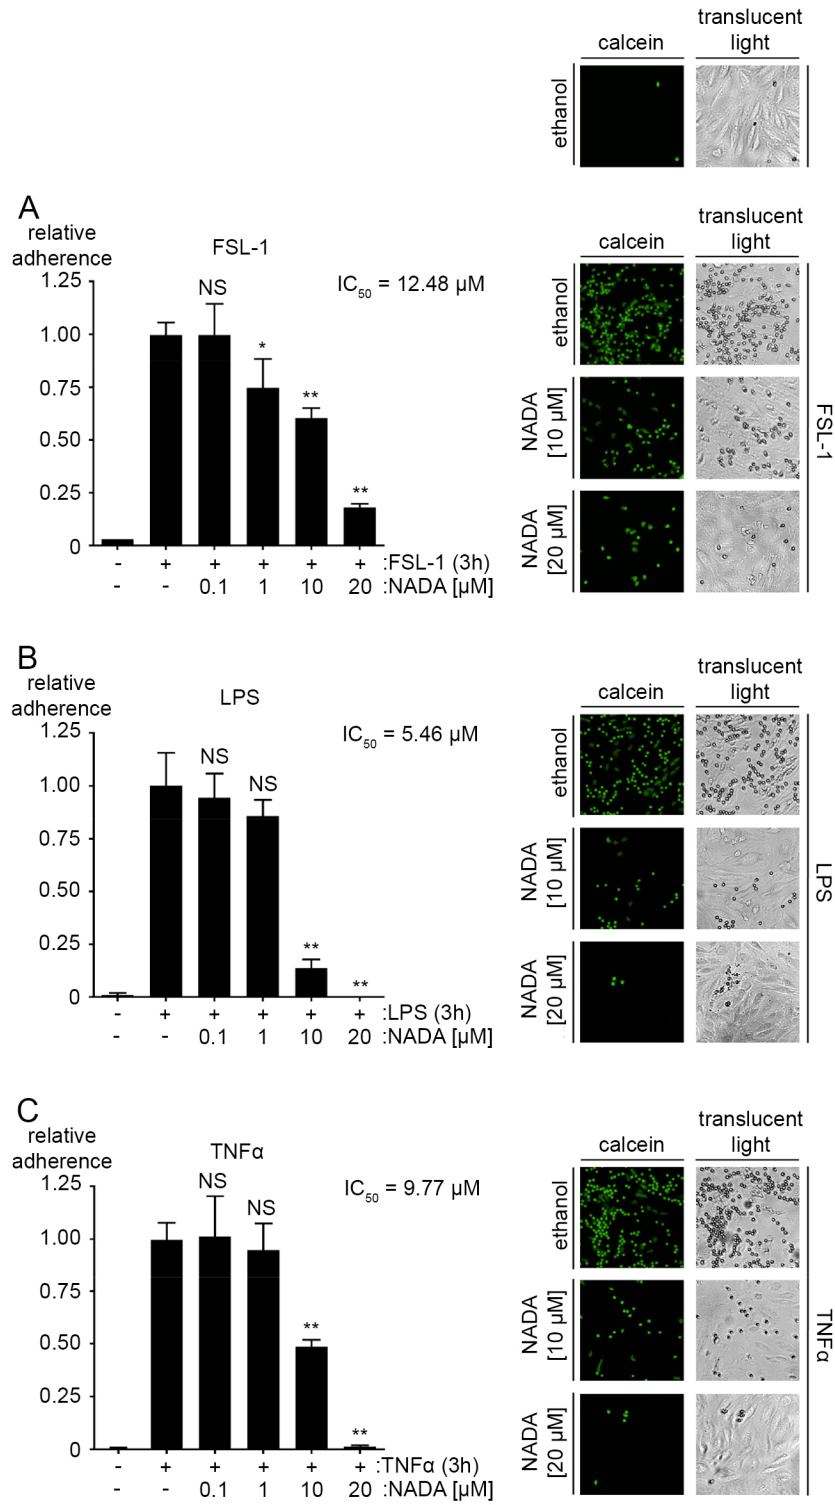 calcein
translucent
light
ethanol
A
relative
adherence
FSL-1
IC50 = 12.48 µM
1.25
1.00
0.75
0.50
0.25
0
NS
*
**
**
- + + + + + :FSL-1 (3h)
- - 0.1 1 10 20 :NADA [µM]
calcein
translucent
light
ethanol
NADA
[10 µM]
NADA
[20 µM]
FSL-1
B
relative
adherence
LPS
IC50 = 5.46 µM
1.25
1.00
0.75
0.50
0.25
0
NS
NS
**
**
- + + + + + :LPS (3h)
- - 0.1 1 10 20 :NADA [µM]
calcein
translucent
light
ethanol
NADA
[10 µM]
NADA
[20 µM]
LPS
C
relative
adherence
TNFα
IC50 = 9.77 µM
1.25
1.00
0.75
0.50
0.25
0
NS
NS
**
**
- + + + + + :TNFα (3h)
- - 0.1 1 10 20 :NADA [µM]
calcein
translucent
light
ethanol
NADA
[10 µM]
NADA
[20 µM]
TNFα